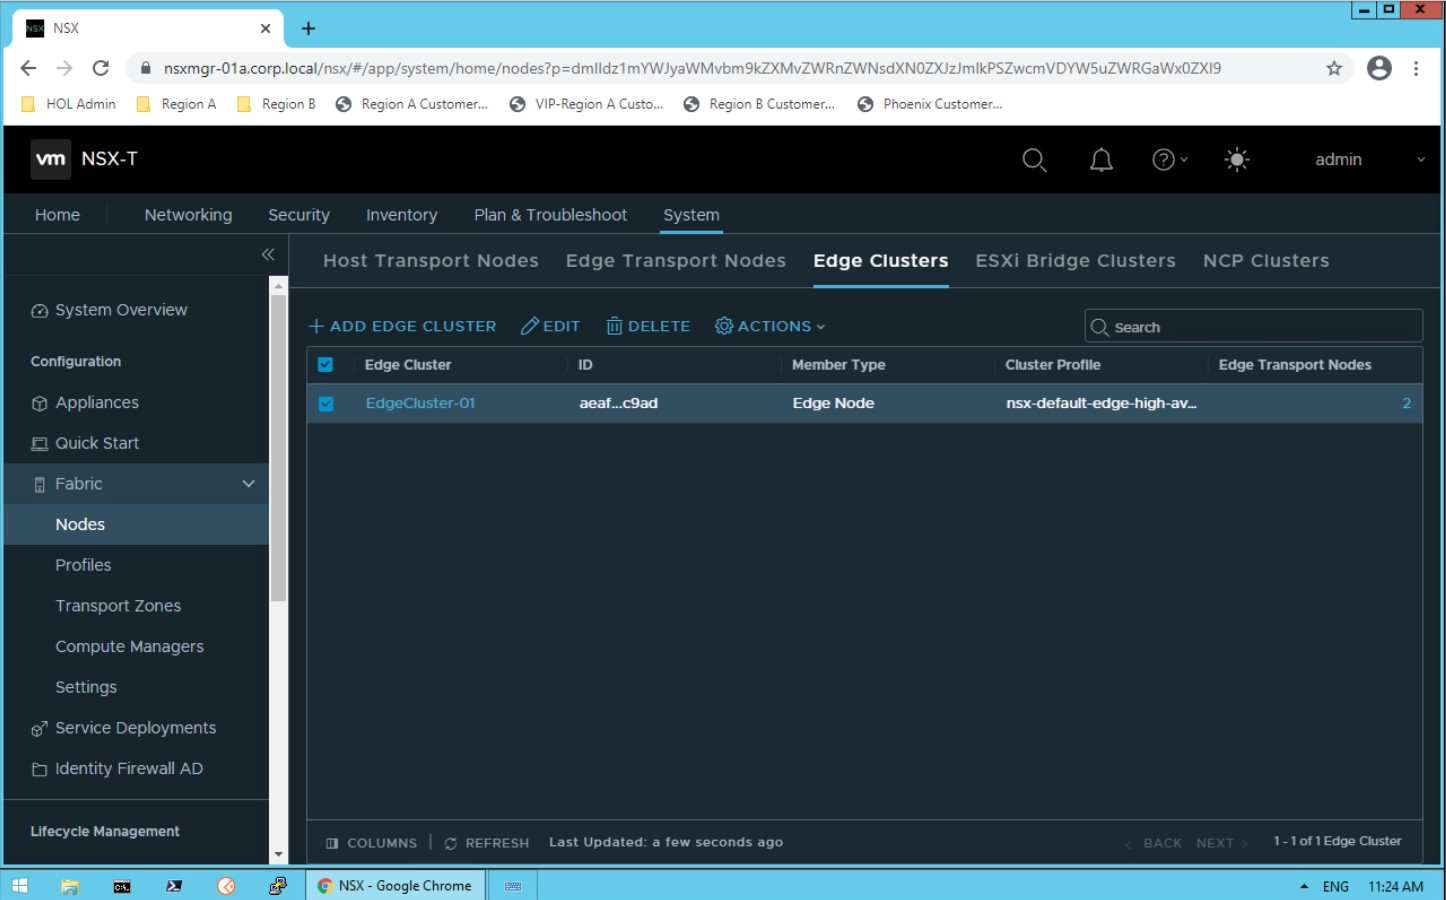 NSX
nsxmgr-01a.corp.local/nsx/#/app/system/home/nodes?p=dmlldz1mYWJyaWMvbm9kZXMvZWRnZWNsdXN0ZXJzJmlkPSZwcmVDYW5uZWRGaWx0ZXI9
HOL Admin Region A Region B Region A Customer... VIP-Region A Custo... Region B Customer... Phoenix Customer...
vm NSX-T admin
Home Networking Security Inventory Plan & Troubleshoot System
Host Transport Nodes Edge Transport Nodes Edge Clusters ESXi Bridge Clusters NCP Clusters
System Overview
Configuration
Appliances
Quick Start
Fabric
Nodes
Profiles
Transport Zones
Compute Managers
Settings
Service Deployments
Identity Firewall AD
Lifecycle Management
+ ADD EDGE CLUSTER EDIT DELETE ACTIONS Search
Edge Cluster ID Member Type Cluster Profile Edge Transport Nodes
EdgeCluster-01 aeaf...c9ad Edge Node nsx-default-edge-high-av... 2
COLUMNS REFRESH Last Updated: a few seconds ago BACK NEXT 1 - 1 of 1 Edge Cluster
NSX - Google Chrome ENG 11:24 AM